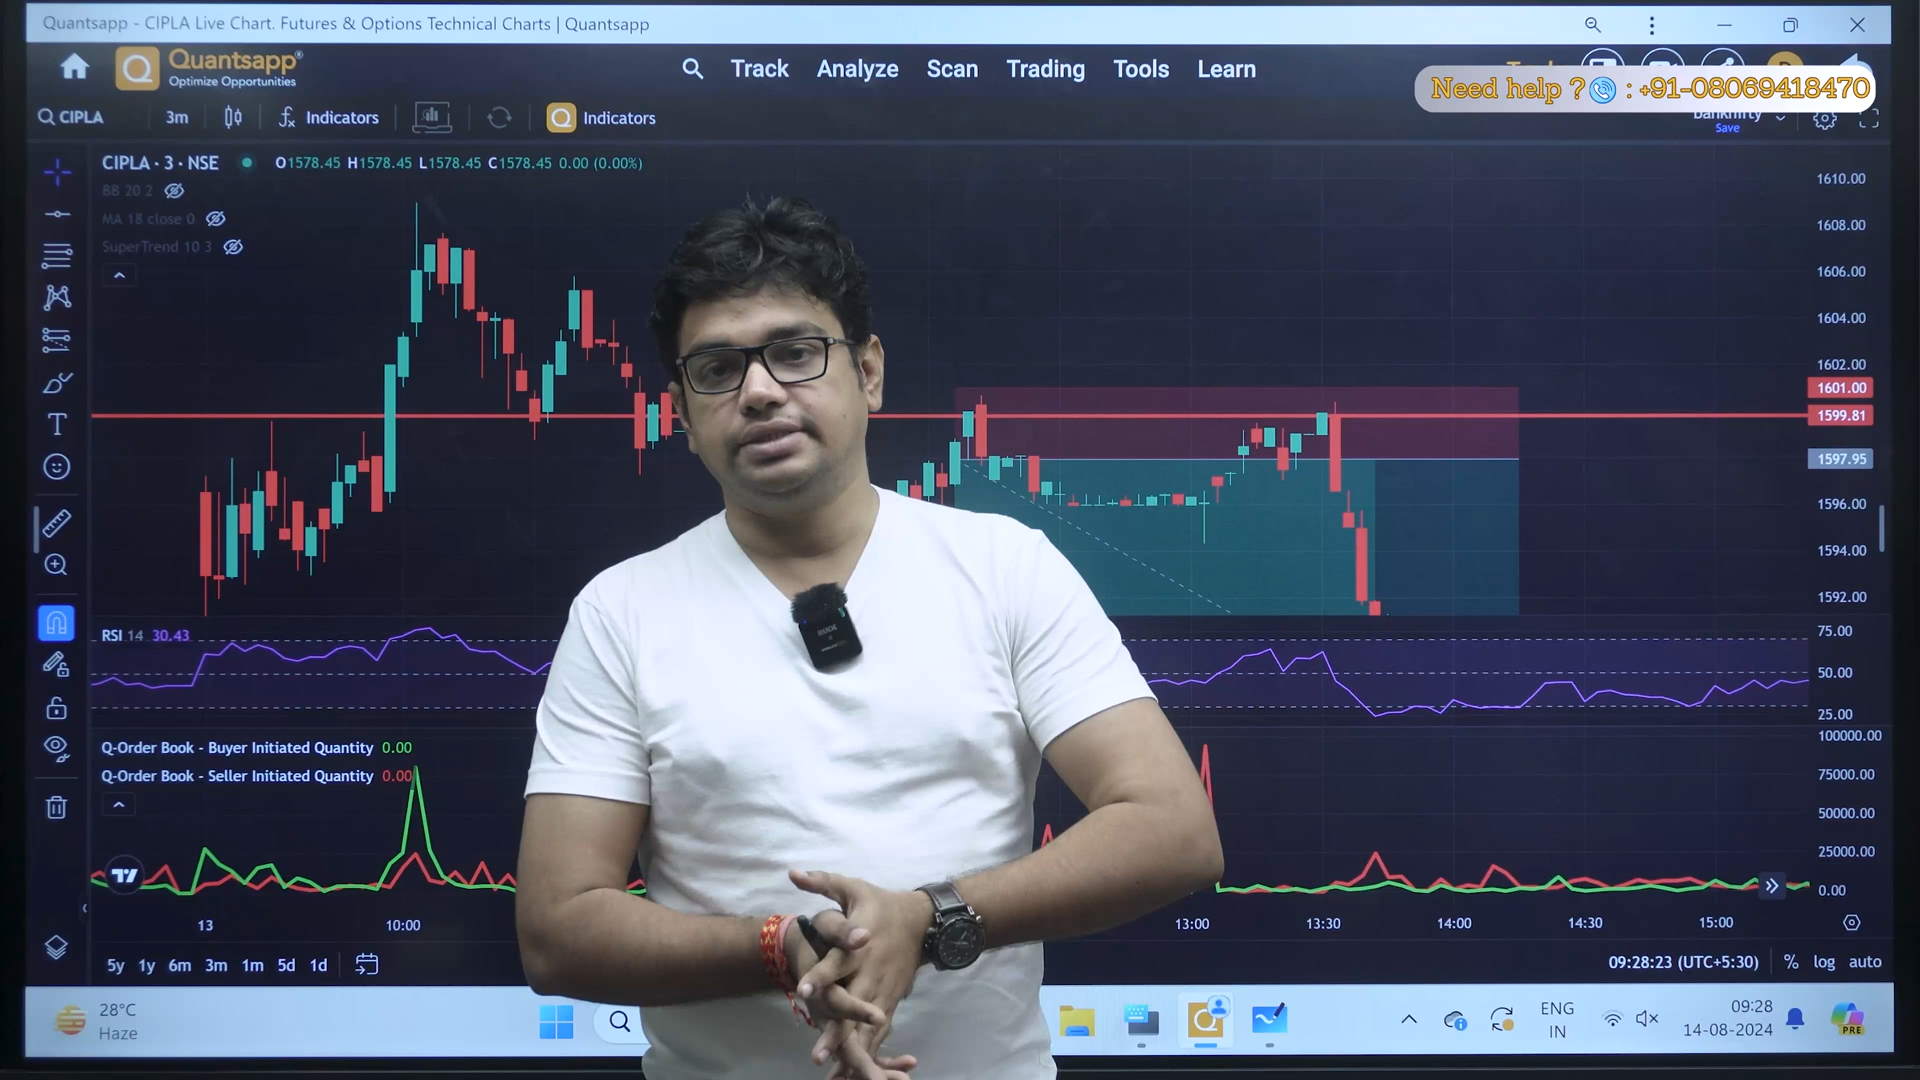 Quantsapp - CIPLA Live Chart. Futures & Options Technical Charts | Quantsapp
Quantsapp®
Optimize Opportunities
Track Analyze Scan Trading Tools Learn
Need help ? : +91-08069418470
CIPLA 3m Indicators Indicators
Save
CIPLA · 3 · NSE O1578.45 H1578.45 L1578.45 C1578.45 0.00 (0.00%)
BB 20 2
MA 18 close 0
SuperTrend 10 3
1610.00
1608.00
1606.00
1604.00
1602.00
1601.00
1599.81
1597.95
1596.00
1594.00
1592.00
RSI 14 30.43
75.00
50.00
25.00
Q-Order Book - Buyer Initiated Quantity 0.00
Q-Order Book - Seller Initiated Quantity 0.00
100000.00
75000.00
50000.00
25000.00
0.00
13 10:00 13:00 13:30 14:00 14:30 15:00
5y 1y 6m 3m 1m 5d 1d
09:28:23 (UTC+5:30) % log auto
28°C
Haze
ENG
IN
09:28
14-08-2024
PRE
RODE